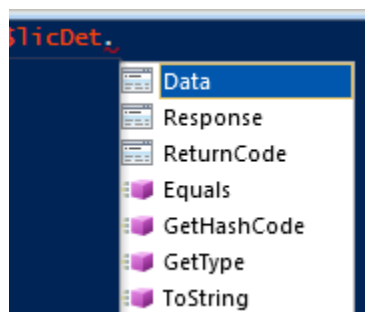 $licDet.
Data
Response
ReturnCode
Equals
GetHashCode
GetType
ToString